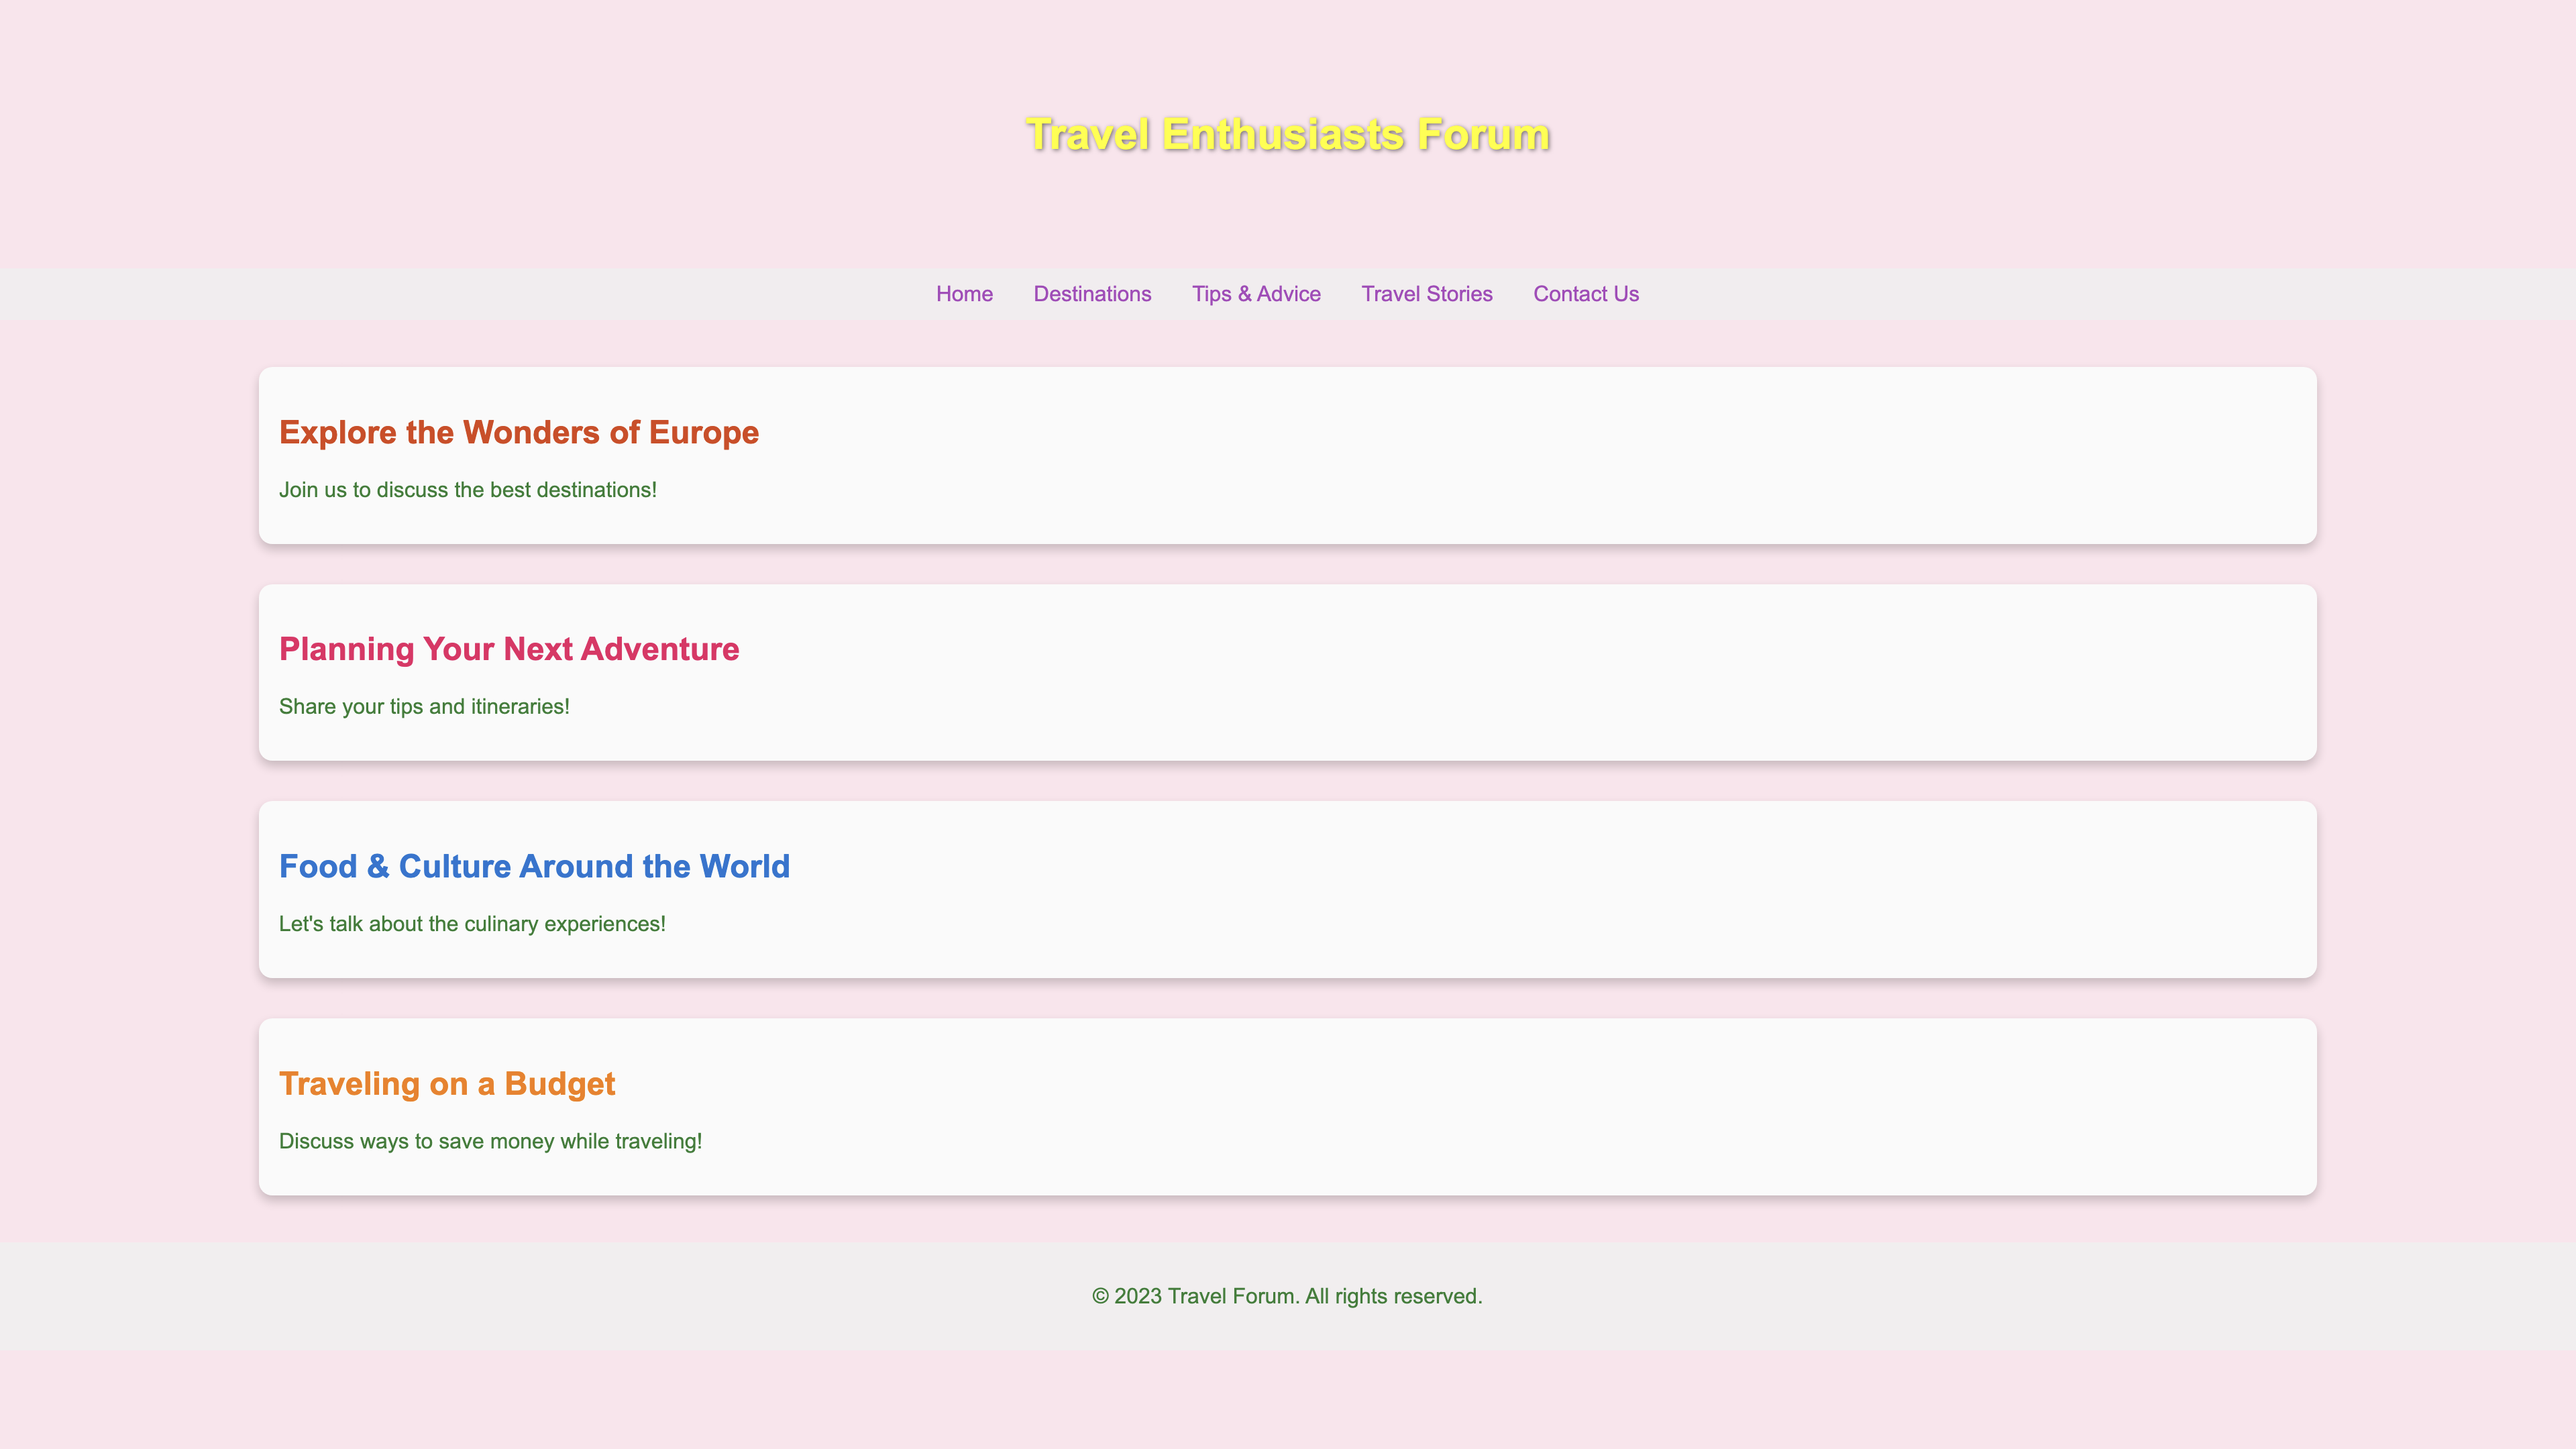 Travel Enthusiasts Forum
Home Destinations Tips & Advice Travel Stories Contact Us
Explore the Wonders of Europe
Join us to discuss the best destinations!
Planning Your Next Adventure
Share your tips and itineraries!
Food & Culture Around the World
Let's talk about the culinary experiences!
Traveling on a Budget
Discuss ways to save money while traveling!
© 2023 Travel Forum. All rights reserved.